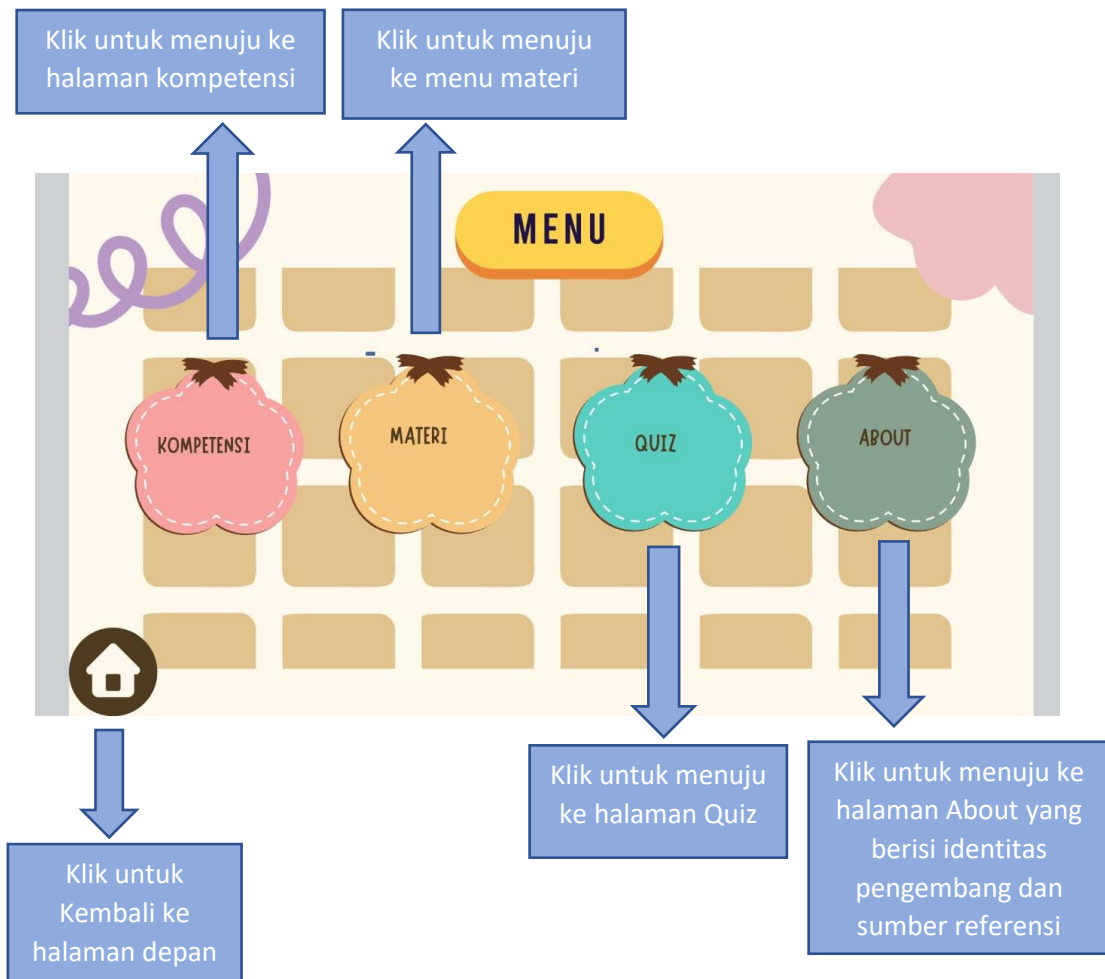 Klik untuk menuju ke
halaman kompetensi
Klik untuk menuju
ke menu materi
MENU
KOMPETENSI
MATERI
QUIZ
ABOUT
Klik untuk
Kembali ke
halaman depan
Klik untuk menuju
ke halaman Quiz
Klik untuk menuju ke
halaman About yang
berisi identitas
pengembang dan
sumber referensi